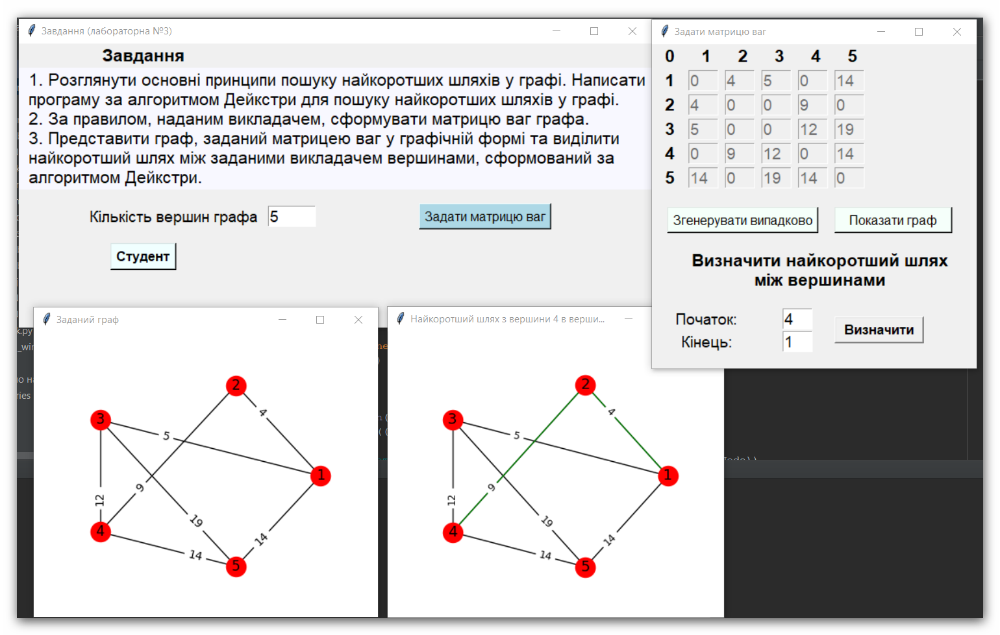 Завдання (лабораторна №3)
Завдання
1. Розглянути основні принципи пошуку найкоротших шляхів у графі. Написати
програму за алгоритмом Дейкстри для пошуку найкоротших шляхів у графі.
2. За правилом, наданим викладачем, сформувати матрицю ваг графа.
3. Представити граф, заданий матрицею ваг у графічній формі та виділити
найкоротший шлях між заданими викладачем вершинами, сформований за
алгоритмом Дейкстри.
Кількість вершин графа 5
Задати матрицю ваг
Студент
Задати матрицю ваг
0 1 2 3 4 5
1 0 4 5 0 14
2 4 0 0 9 0
3 5 0 0 12 19
4 0 9 12 0 14
5 14 0 19 14 0
Згенерувати випадково
Показати граф
Визначити найкоротший шлях
між вершинами
Початок: 4
Кінець: 1
Визначити
Заданий граф
2
4
3
5
1
9
12
19
4
14
14
5
Найкоротший шлях з вершини 4 в верши...
2
4
3
5
1
9
12
19
4
14
14
5